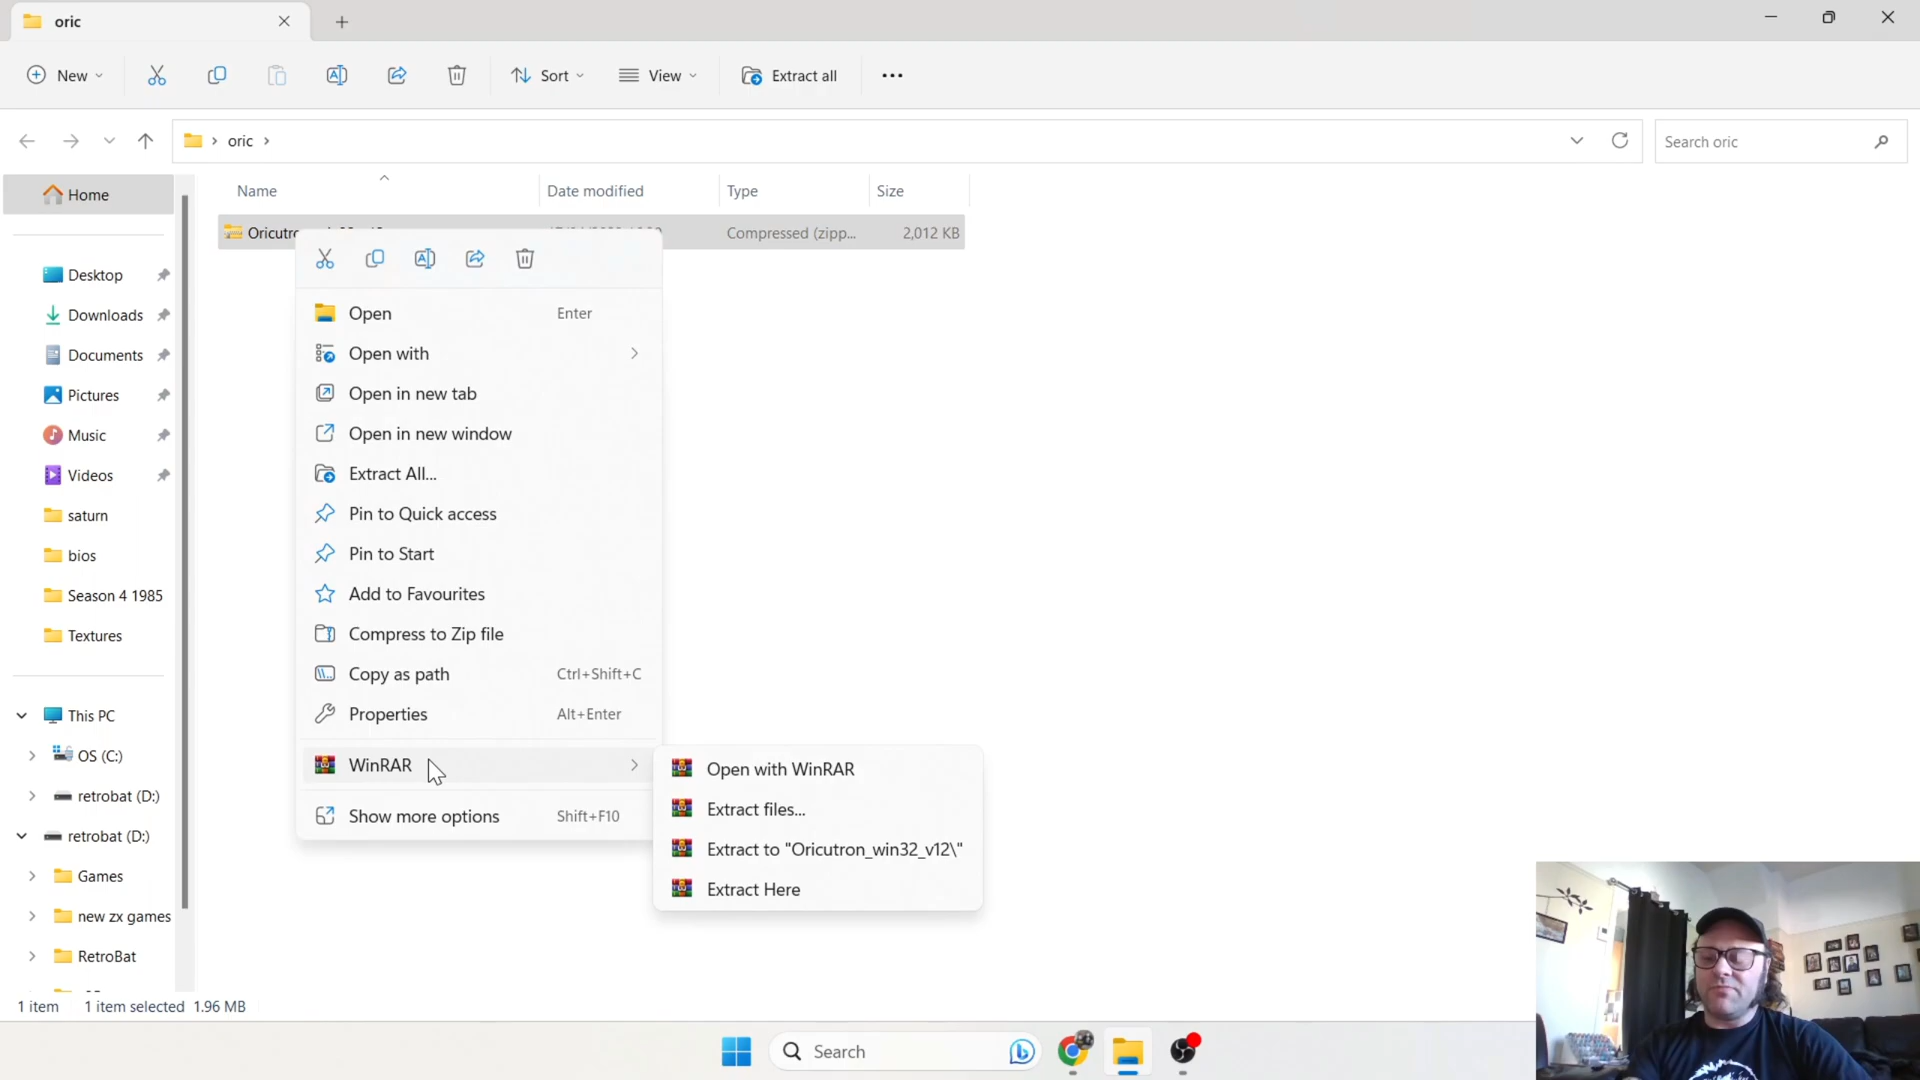 oric
New
Sort
View
Extract all
oric
Search oric
Name
Date modified
Type
Size
Compressed (zipp...
2,012 KB
Home
Desktop
Downloads
Documents
Pictures
Music
Videos
saturn
bios
Season 4 1985
Textures
This PC
OS (C:)
retrobat (D:)
retrobat (D:)
Games
new zx games
RetroBat
Open Enter
Open with
Open in new tab
Open in new window
Extract All...
Pin to Quick access
Pin to Start
Add to Favourites
Compress to Zip file
Copy as path Ctrl+Shift+C
Properties Alt+Enter
WinRAR
Show more options Shift+F10
Open with WinRAR
Extract files...
Extract to "Oricutron_win32_v12\"
Extract Here
1 item 1 item selected 1.96 MB
Search